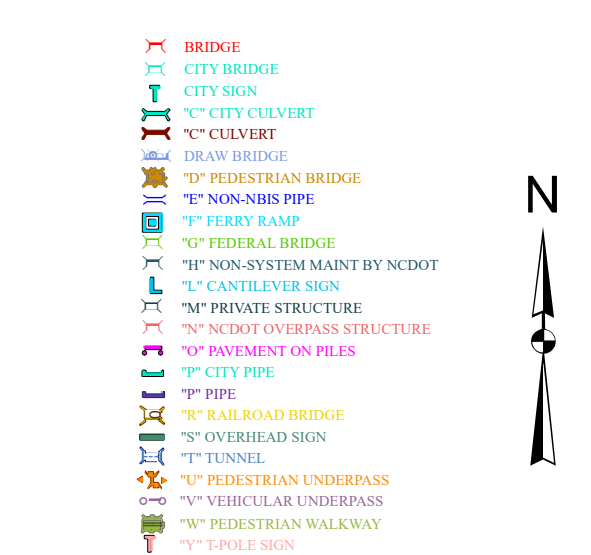 BRIDGE
CITY BRIDGE
CITY SIGN
"C" CITY CULVERT
"C" CULVERT
DRAW BRIDGE
"D" PEDESTRIAN BRIDGE
"E" NON-NBIS PIPE
"F" FERRY RAMP
"G" FEDERAL BRIDGE
"H" NON-SYSTEM MAINT BY NCDOT
"L" CANTILEVER SIGN
"M" PRIVATE STRUCTURE
"N" NCDOT OVERPASS STRUCTURE
"O" PAVEMENT ON PILES
"P" CITY PIPE
"P" PIPE
"R" RAILROAD BRIDGE
"S" OVERHEAD SIGN
"T" TUNNEL
"U" PEDESTRIAN UNDERPASS
"V" VEHICULAR UNDERPASS
"W" PEDESTRIAN WALKWAY
"Y" T-POLE SIGN
N